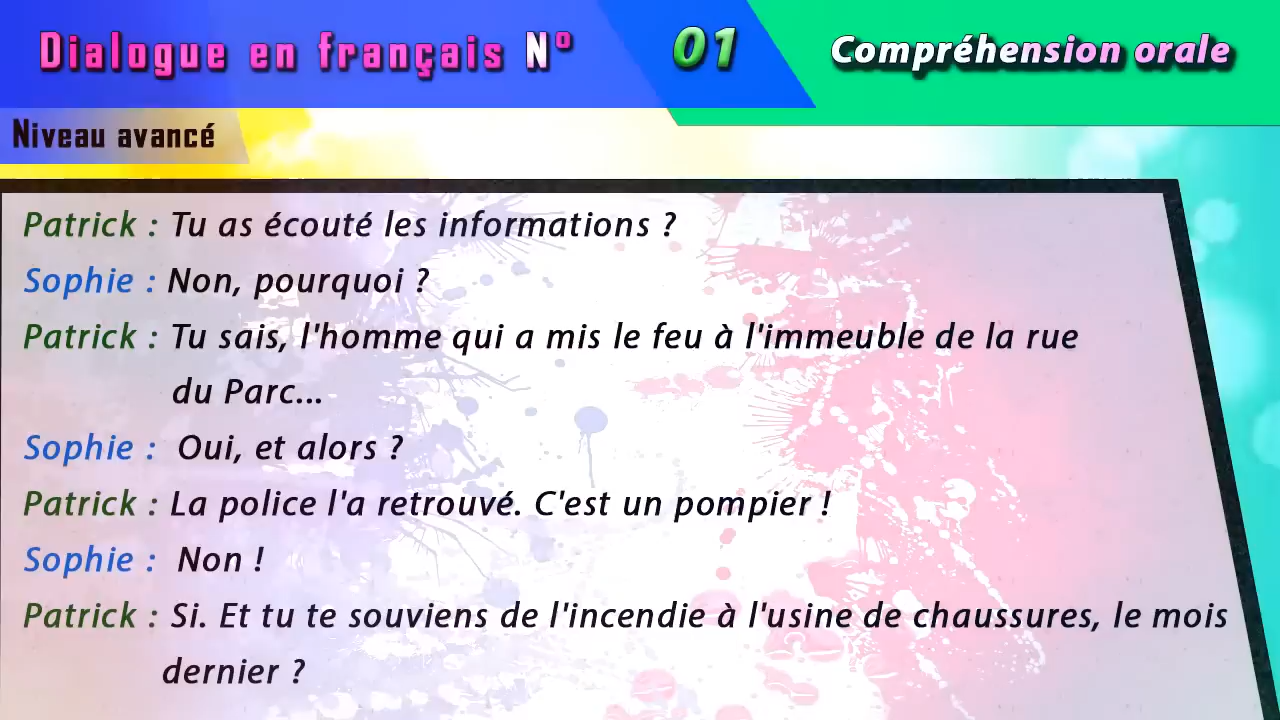 Dialogue en français N° 01 Compréhension orale
Niveau avancé
Patrick : Tu as écouté les informations ?
Sophie : Non, pourquoi ?
Patrick : Tu sais, l'homme qui a mis le feu à l'immeuble de la rue
du Parc...
Sophie : Oui, et alors ?
Patrick : La police l'a retrouvé. C'est un pompier !
Sophie : Non !
Patrick : Si. Et tu te souviens de l'incendie à l'usine de chaussures, le mois
dernier ?